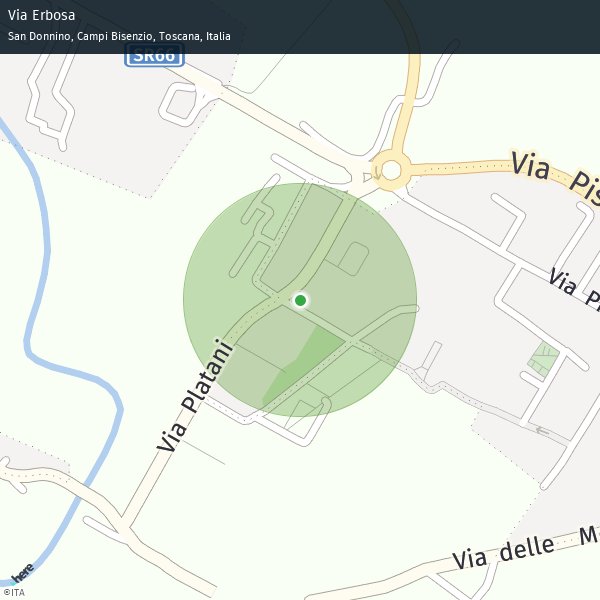 Via Erbosa
San Donnino, Campi Bisenzio, Toscana, Italia
SR66
Via Pis
Via P
Via Platani
Via delle M
here
©ITA